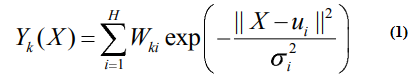 Y_k(X) = \sum_{i=1}^{H} W_{ki} \exp\left( -\frac{\| X - u_i \|^2}{\sigma_i^2} \right) (1)